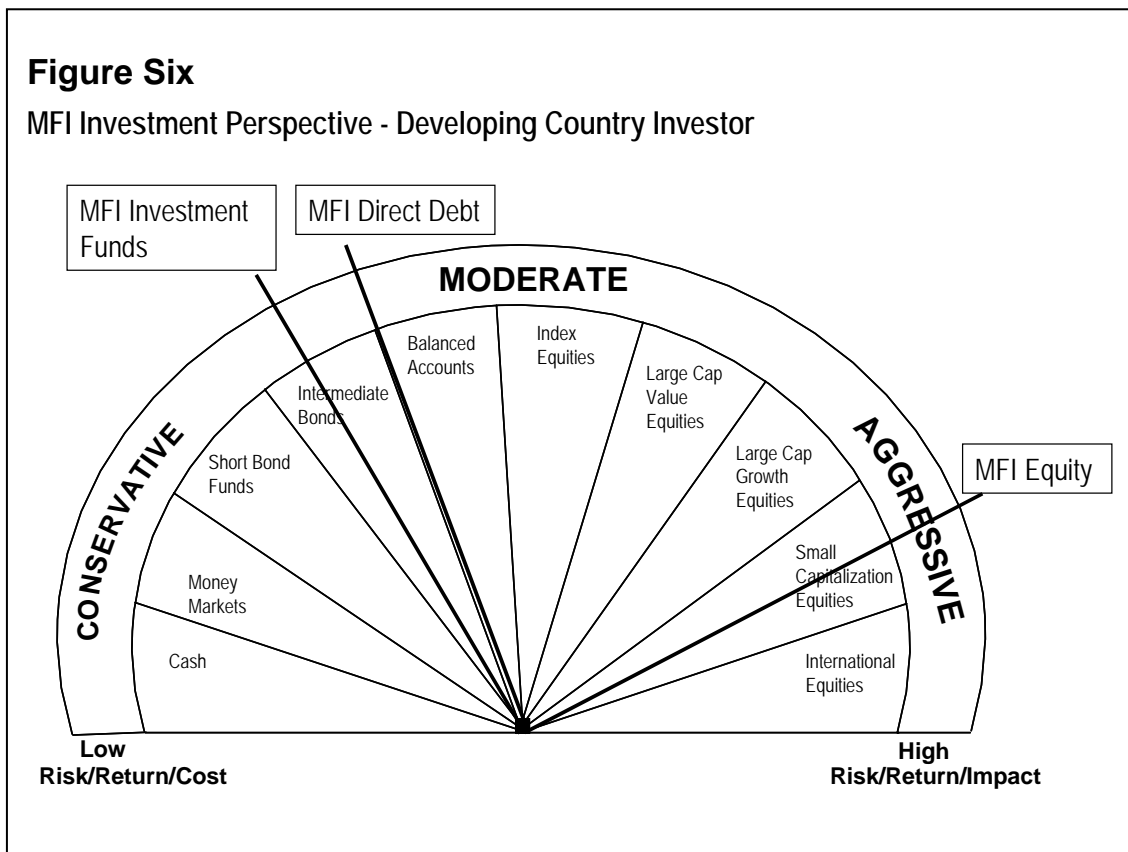 Figure Six
MFI Investment Perspective - Developing Country Investor
MFI Investment
Funds
MFI Direct Debt
MODERATE
Balanced
Accounts
Index
Equities
Intermediate
Bonds
Large Cap
Value
Equities
CONSERVATIVE
AGGRESSIVE
Short Bond
Funds
Large Cap
Growth
Equities
MFI Equity
Money
Markets
Small
Capitalization
Equities
Cash
International
Equities
Low
Risk/Return/Cost
High
Risk/Return/Impact